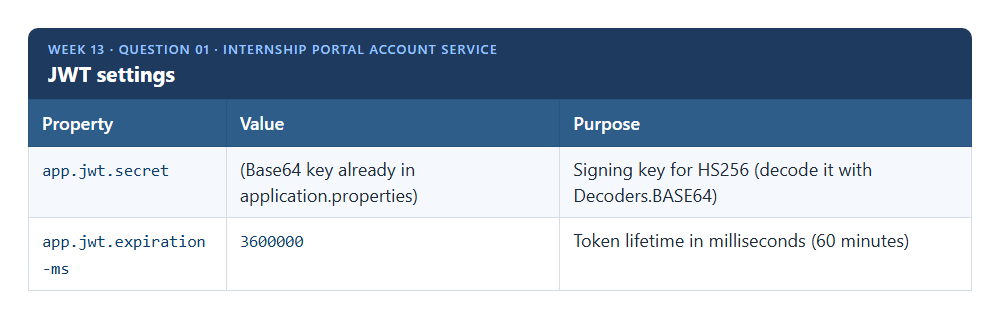 WEEK 13 · QUESTION 01 · INTERNSHIP PORTAL ACCOUNT SERVICE
JWT settings
Property Value Purpose
app.jwt.secret (Base64 key already in Signing key for HS256 (decode it with
application.properties) Decoders.BASE64)
app.jwt.expiration 3600000 Token lifetime in milliseconds (60 minutes)
-ms